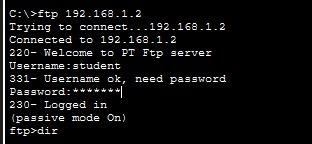 C:\>ftp 192.168.1.2
Trying to connect...192.168.1.2
Connected to 192.168.1.2
220- Welcome to PT Ftp server
Username:student
331- Username ok, need password
Password:*******
230- Logged in
(passive mode On)
ftp>dir